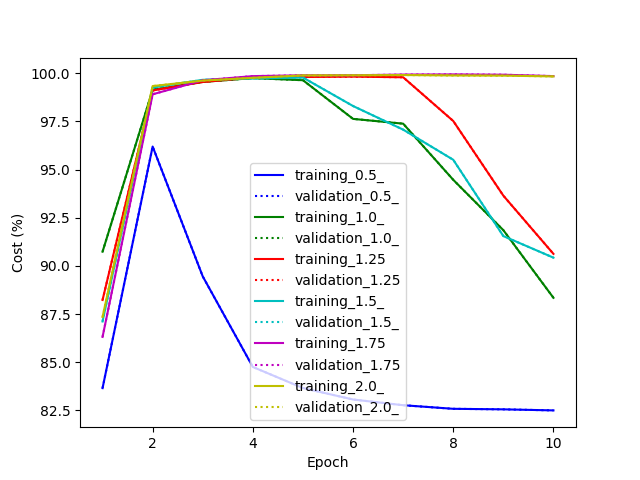 100.0
97.5
95.0
92.5
90.0
87.5
85.0
82.5
Cost (%)
training_0.5_
validation_0.5_
training_1.0_
validation_1.0_
training_1.25
validation_1.25
training_1.5_
validation_1.5_
training_1.75
validation_1.75
training_2.0_
validation_2.0_
2 4 6 8 10
Epoch